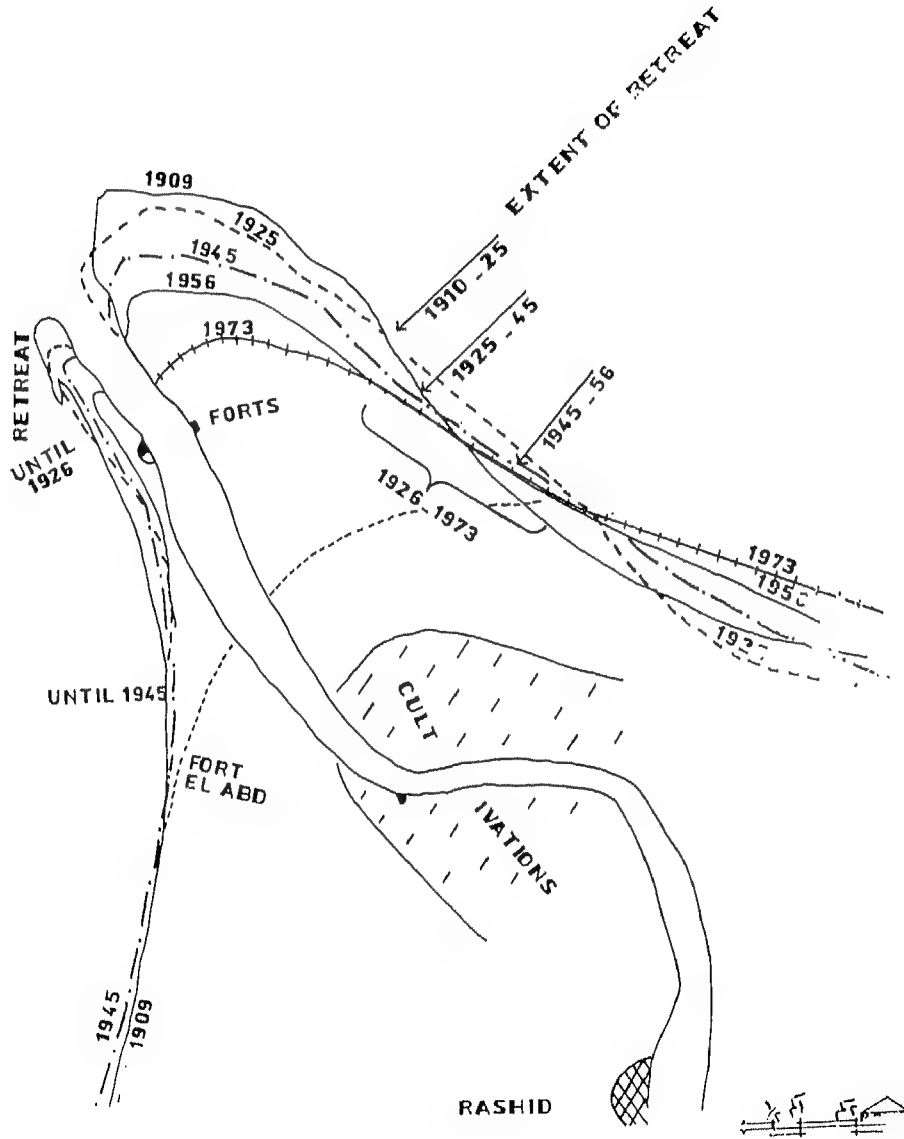 EXTENT OF RETREAT
1909
1925
1945
1956
1973
1910 - 25
1925 - 45
1945 - 56
RETREAT
UNTIL
1926
FORTS
1926 - 1973
1973
UNTIL 1945
FORT
EL ABD
CULT
IVATIONS
1945
1909
RASHID